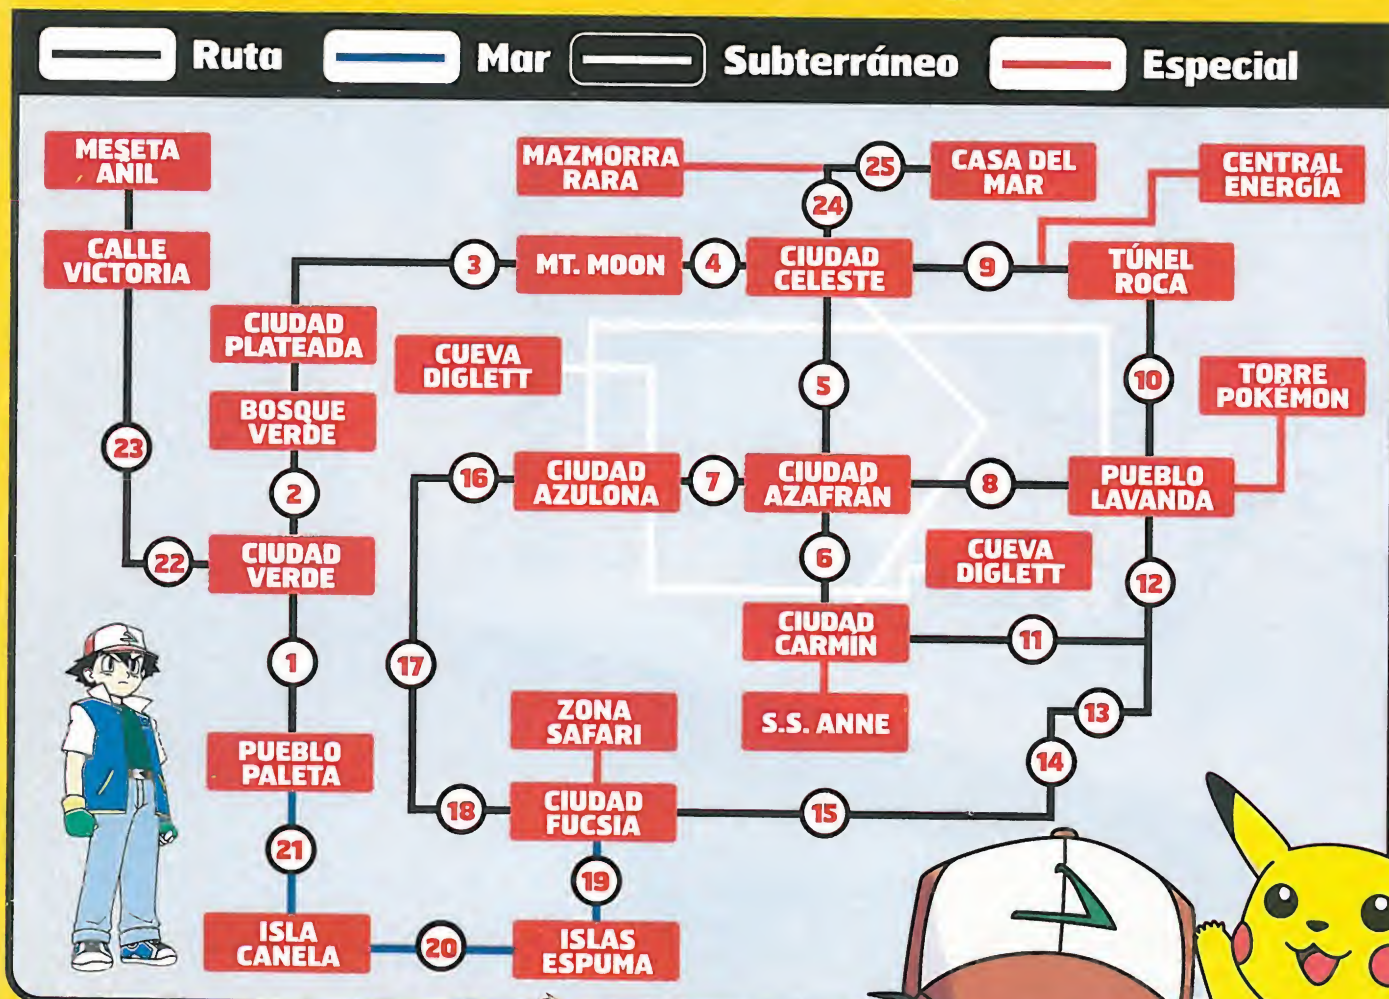 Ruta
Mar
Subterráneo
Especial
MESETA
AÑIL
MAZMORRA
RARA
25
CASA DEL
MAR
CENTRAL
ENERGÍA
24
CALLE
VICTORIA
3
MT. MOON
4
CIUDAD
CELESTE
9
TÚNEL
ROCA
CIUDAD
PLATEADA
CUEVA
DIGLETT
5
10
TORRE
POKÉMON
BOSQUE
VERDE
23
2
16
CIUDAD
AZULONA
7
CIUDAD
AZAFRÁN
8
PUEBLO
LAVANDA
22
CIUDAD
VERDE
6
CUEVA
DIGLETT
12
1
17
CIUDAD
CARMÍN
11
ZONA
SAFARI
S.S. ANNE
13
14
PUEBLO
PALETA
18
CIUDAD
FUCSIA
15
21
19
ISLA
CANELA
20
ISLAS
ESPUMA